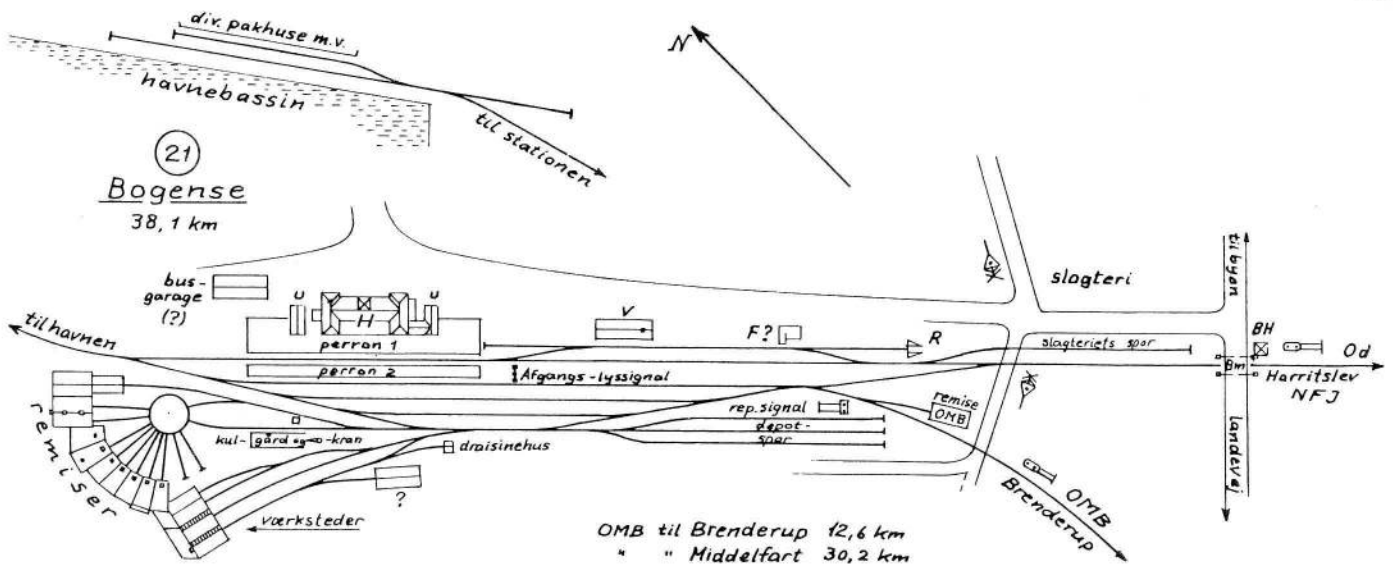 div. pakhuse m.v.
havnebassin
til stationen
N
21
Bogense
38,1 km
bus-
garage
(?)
U
H
U
V
F?
R
slagteri
til byen
BH
Od
slagteriets spor
Bm
Harritslev
NFJ
til havnen
perron 1
perron 2
Afgangs-lyssignal
rep.signal
remise
OMB
depot-
spor
kul-gård og -kran
draisinehus
?
remiser
værksteder
landevej
OMB
Brenderup
OMB til Brenderup 12,6 km
" " Middelfart 30,2 km